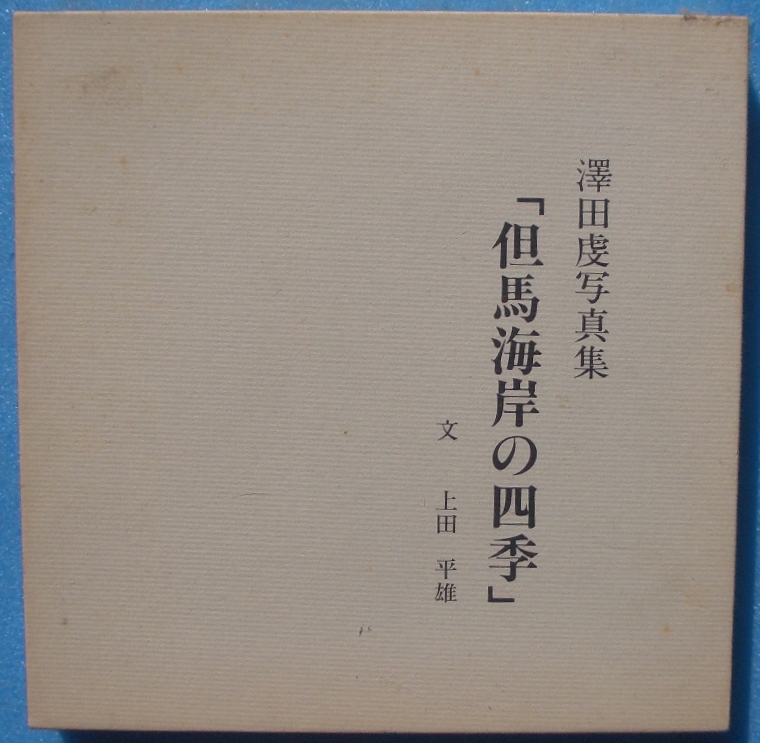 澤田虔写真集
「但馬海岸の四季」
文 上田 平雄